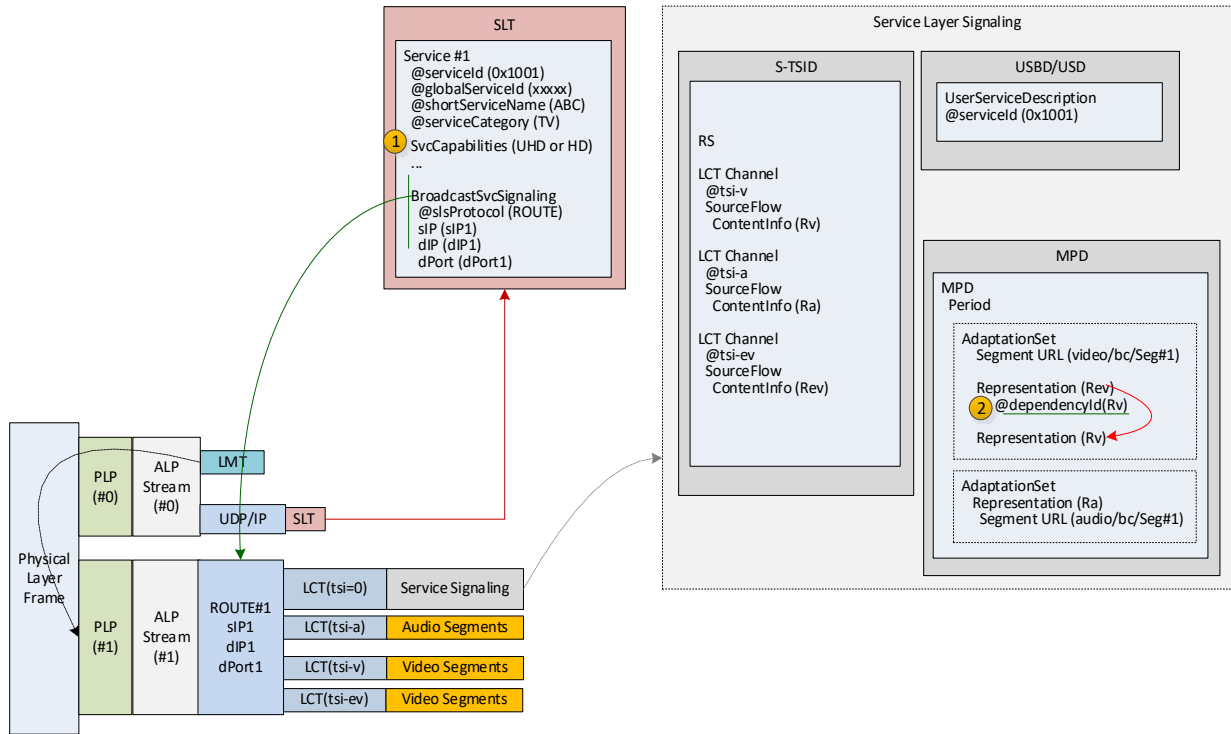 SLT
Service #1
@serviceId (0x1001)
@globalServiceId (xxxxx)
@shortServiceName (ABC)
@serviceCategory (TV)
1
SvcCapabilities (UHD or HD)
...
BroadcastSvcSignaling
@slsProtocol (ROUTE)
sIP (sIP1)
dIP (dIP1)
dPort (dPort1)
Service Layer Signaling
S-TSID
RS
LCT Channel
@tsi-v
SourceFlow
ContentInfo (Rv)
LCT Channel
@tsi-a
SourceFlow
ContentInfo (Ra)
LCT Channel
@tsi-ev
SourceFlow
ContentInfo (Rev)
USBD/USD
UserServiceDescription
@serviceId (0x1001)
MPD
MPD
Period
AdaptationSet
Segment URL (video/bc/Seg#1)
Representation (Rev)
2
@dependencyId(Rv)
Representation (Rv)
AdaptationSet
Representation (Ra)
Segment URL (audio/bc/Seg#1)
Physical
Layer
Frame
PLP
(#0)
ALP
Stream
(#0)
LMT
UDP/IP
SLT
PLP
(#1)
ALP
Stream
(#1)
ROUTE#1
sIP1
dIP1
dPort1
LCT(tsi=0)
Service Signaling
LCT(tsi-a)
Audio Segments
LCT(tsi-v)
Video Segments
LCT(tsi-ev)
Video Segments